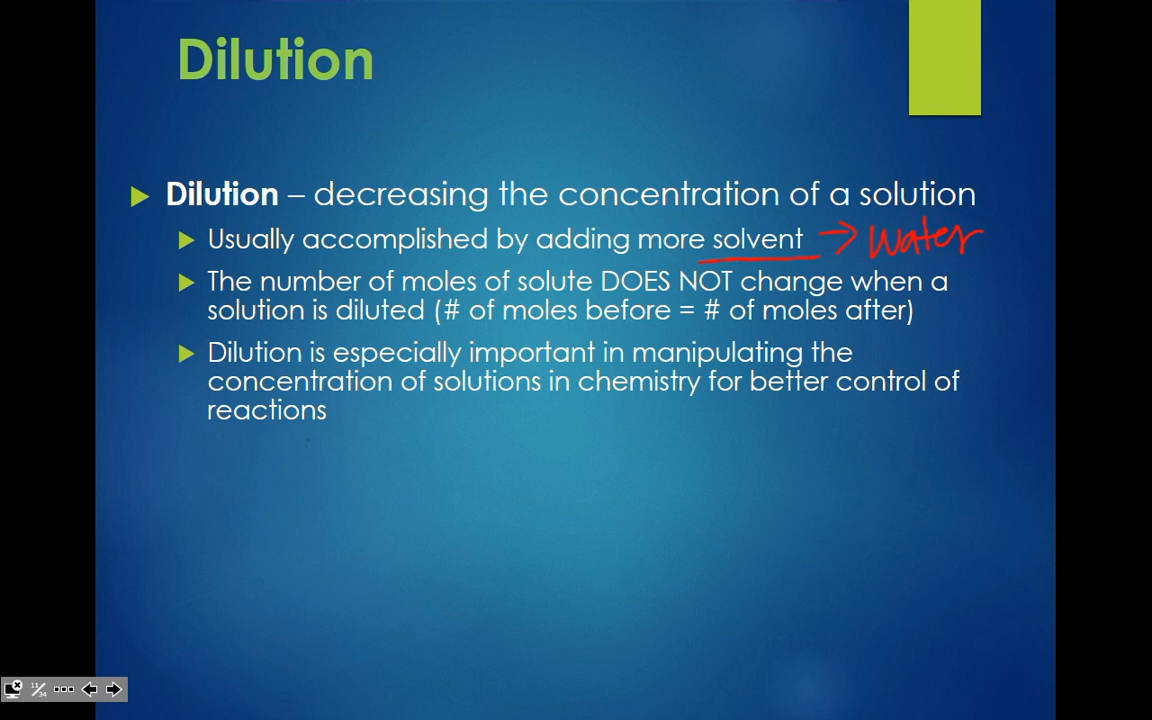 Dilution
Dilution – decreasing the concentration of a solution
Usually accomplished by adding more solvent → water
The number of moles of solute DOES NOT change when a
solution is diluted (# of moles before = # of moles after)
Dilution is especially important in manipulating the
concentration of solutions in chemistry for better control of
reactions
11/34